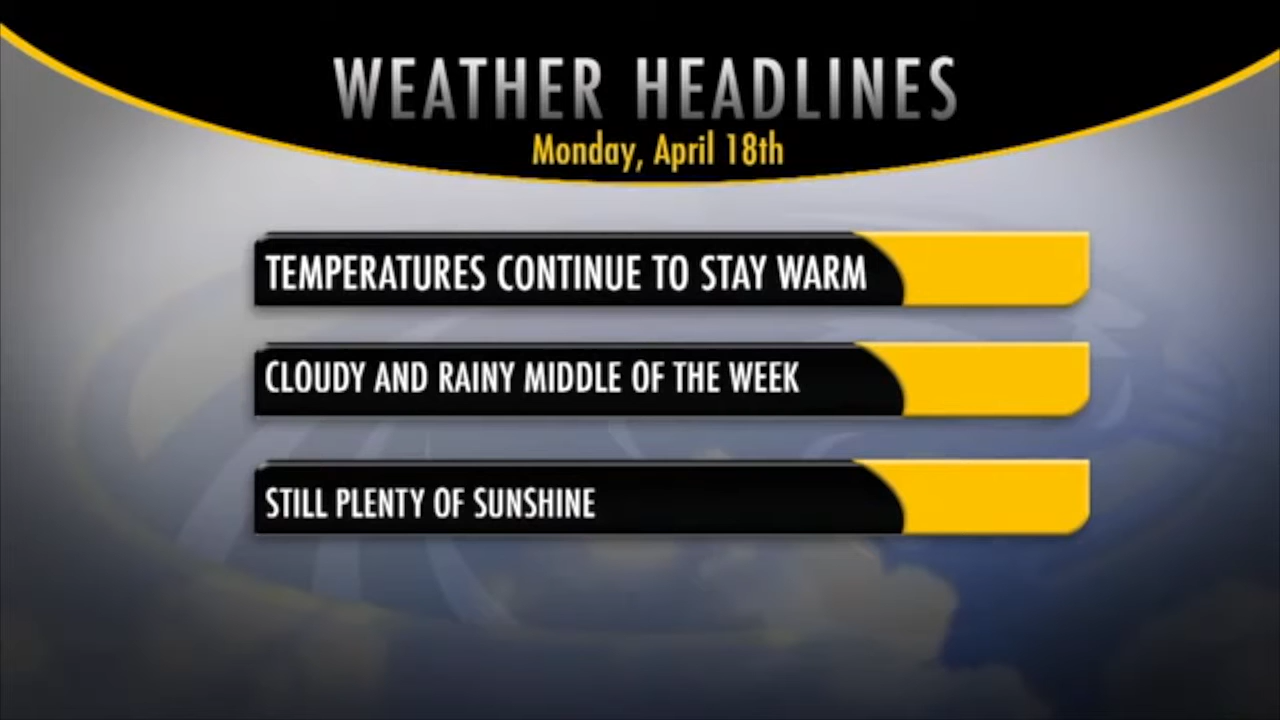 WEATHER HEADLINES
Monday, April 18th
TEMPERATURES CONTINUE TO STAY WARM
CLOUDY AND RAINY MIDDLE OF THE WEEK
STILL PLENTY OF SUNSHINE